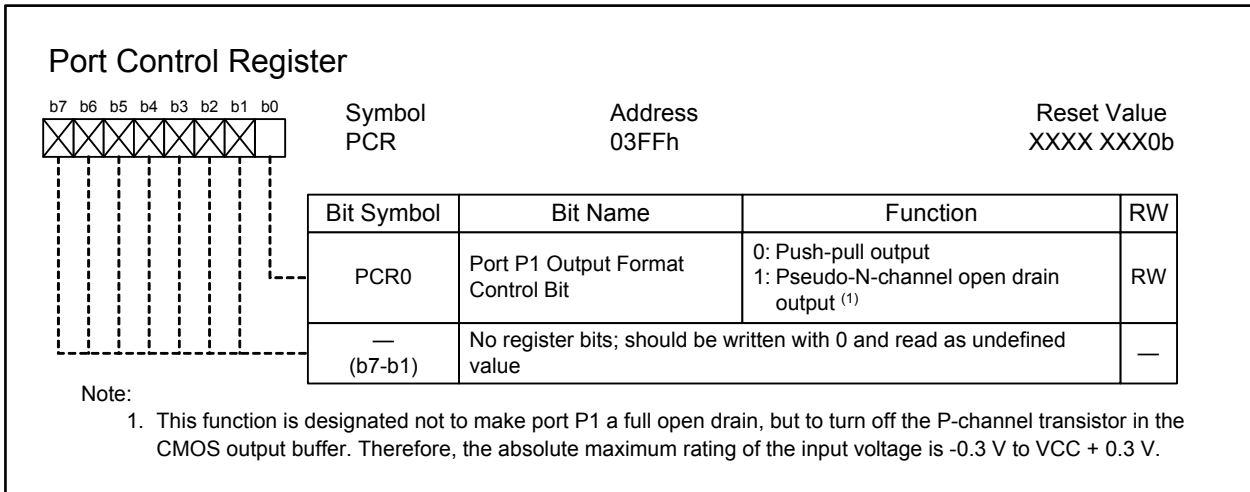 Port Control Register
b7 b6 b5 b4 b3 b2 b1 b0
Symbol Address Reset Value
PCR 03FFh XXXX XXX0b
Bit Symbol Bit Name Function RW
PCR0 Port P1 Output Format Control Bit 0: Push-pull output RW
1: Pseudo-N-channel open drain
output (1)
— (b7-b1) No register bits; should be written with 0 and read as undefined —
value
Note:
1. This function is designated not to make port P1 a full open drain, but to turn off the P-channel transistor in the
CMOS output buffer. Therefore, the absolute maximum rating of the input voltage is -0.3 V to VCC + 0.3 V.